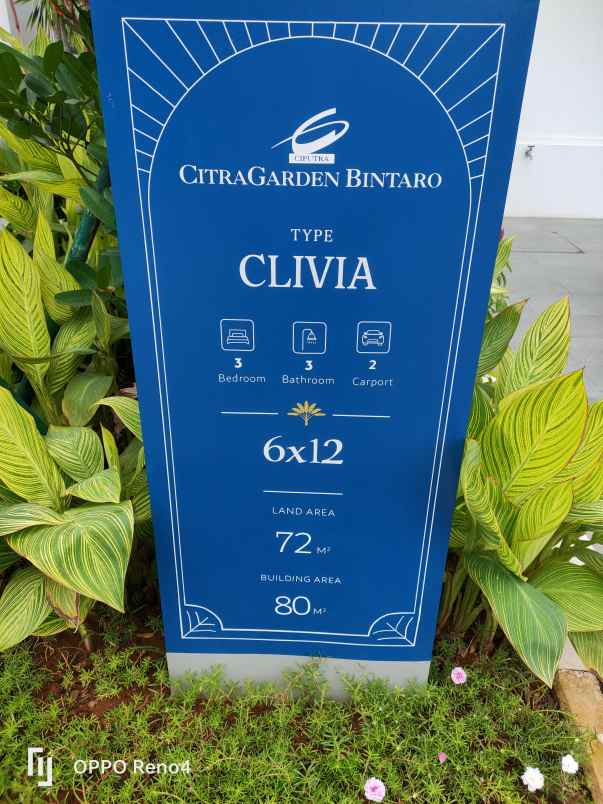 CIPUTRA
CITRAGARDEN BINTARO
TYPE
CLIVIA
3 3 2
Bedroom Bathroom Carport
6x12
LAND AREA
72 M²
BUILDING AREA
80 M²
OPPO Reno4